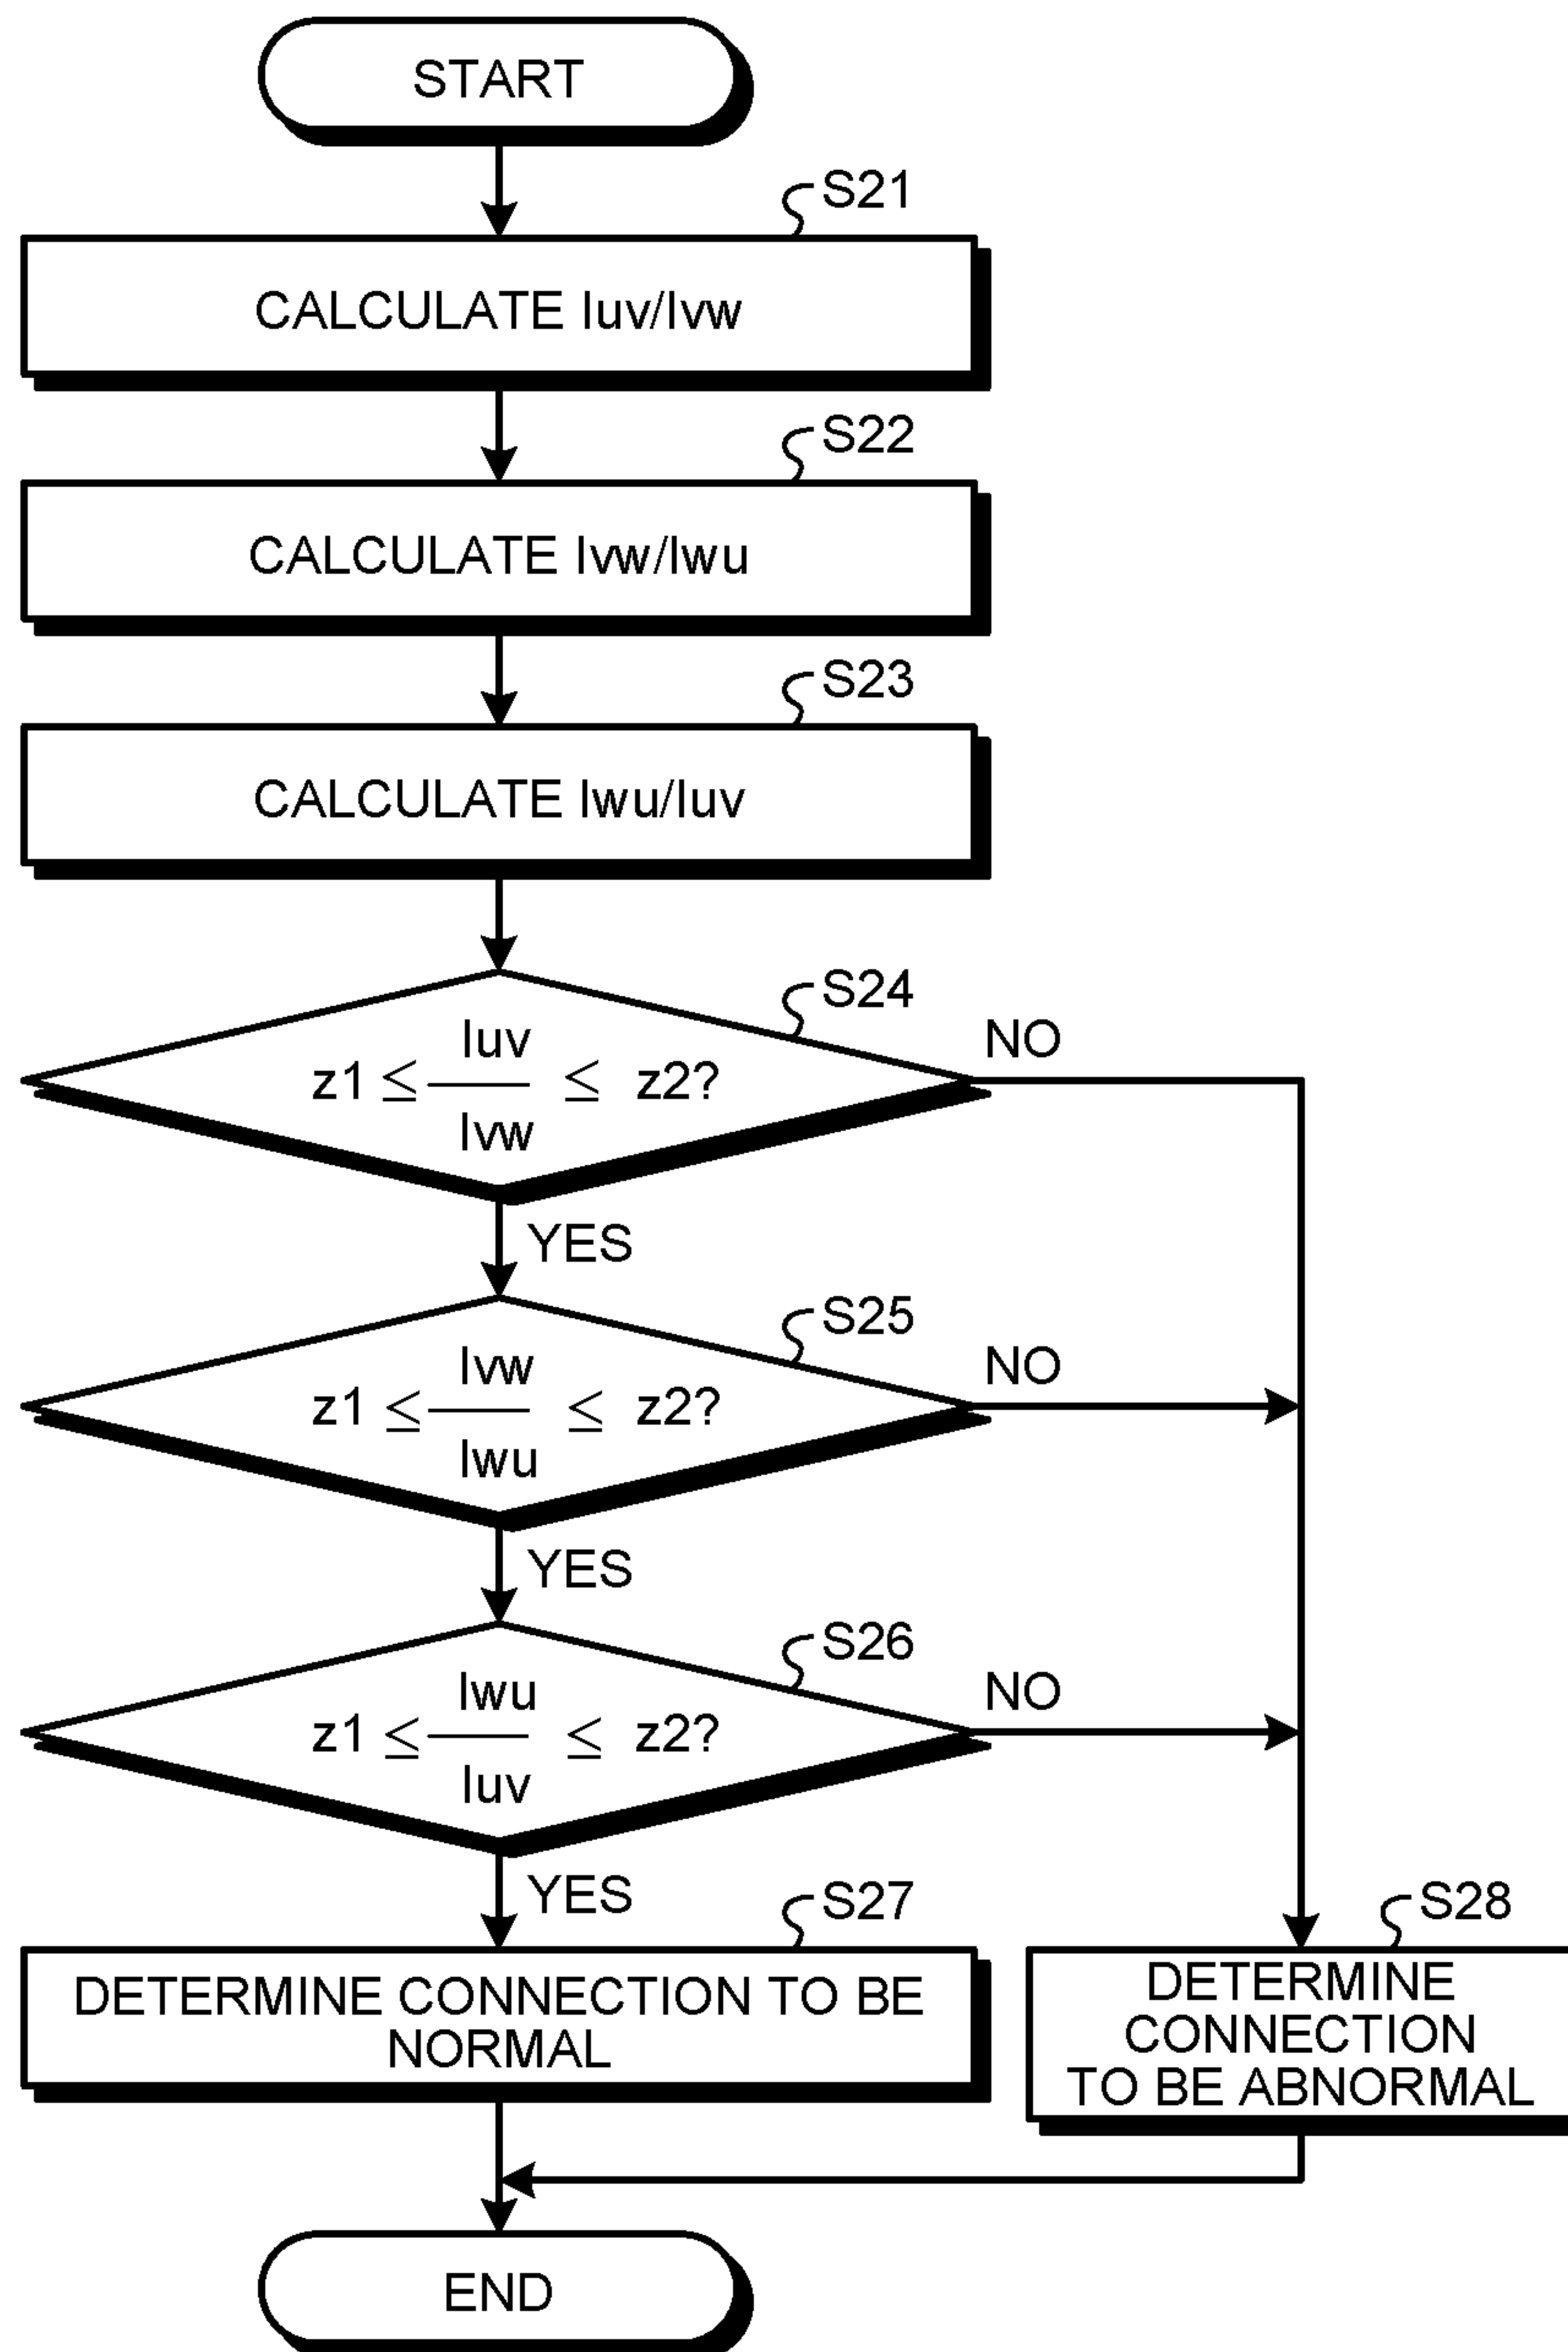 START
S21
CALCULATE Iuv/Ivw
S22
CALCULATE Ivw/Iwu
S23
CALCULATE Iwu/Iuv
S24
Iuv
z1 ≤ ≤ z2?
Ivw
NO
YES
S25
Ivw
z1 ≤ ≤ z2?
Iwu
NO
YES
S26
Iwu
z1 ≤ ≤ z2?
Iuv
NO
YES
S27
DETERMINE CONNECTION TO BE
NORMAL
S28
DETERMINE
CONNECTION
TO BE ABNORMAL
END